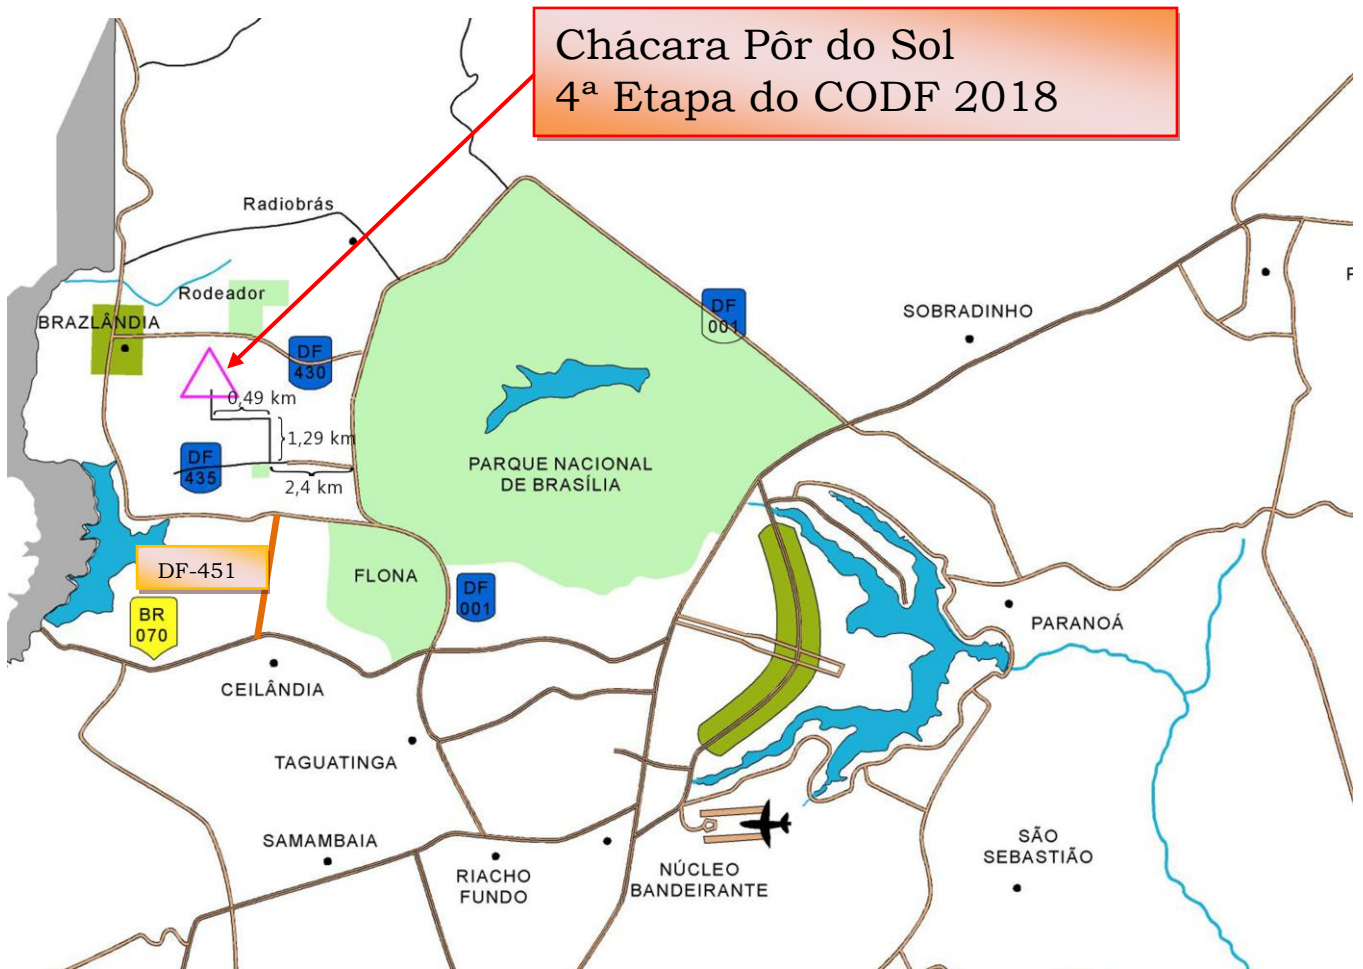 Chácara Pôr do Sol
4ª Etapa do CODF 2018
Radiobrás
Rodeador
BRAZLÂNDIA
DF
001
SOBRADINHO
DF
430
0,49 km
1,29 km
DF
435
2,4 km
PARQUE NACIONAL
DE BRASÍLIA
DF-451
FLONA
DF
001
BR
070
PARANOÁ
CEILÂNDIA
TAGUATINGA
SAMAMBAIA
RIACHO
FUNDO
NÚCLEO
BANDEIRANTE
SÃO
SEBASTIÃO